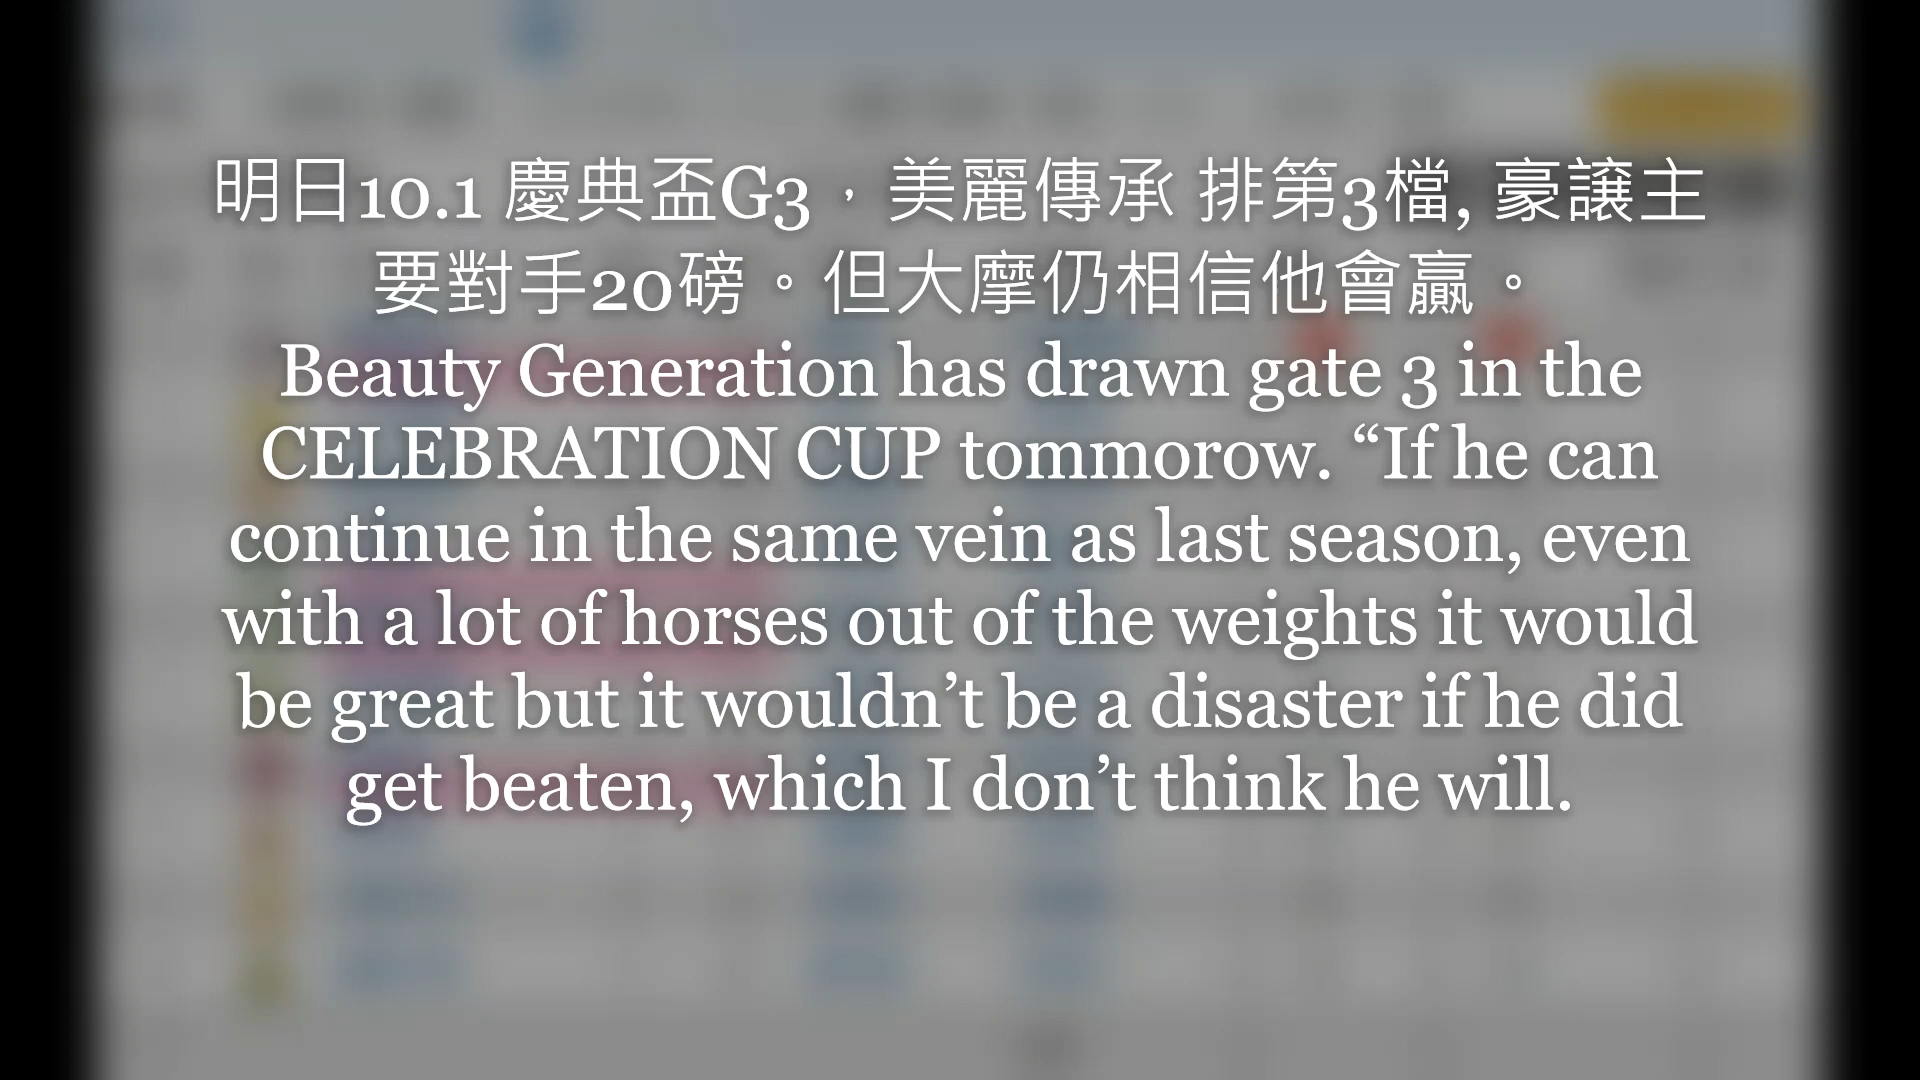 明日10.1 慶典盃G3，美麗傳承 排第3檔, 豪譲主
要對手20磅。但大摩仍相信他會贏。
Beauty Generation has drawn gate 3 in the
CELEBRATION CUP tommorow. “If he can
continue in the same vein as last season, even
with a lot of horses out of the weights it would
be great but it wouldn’t be a disaster if he did
get beaten, which I don’t think he will.